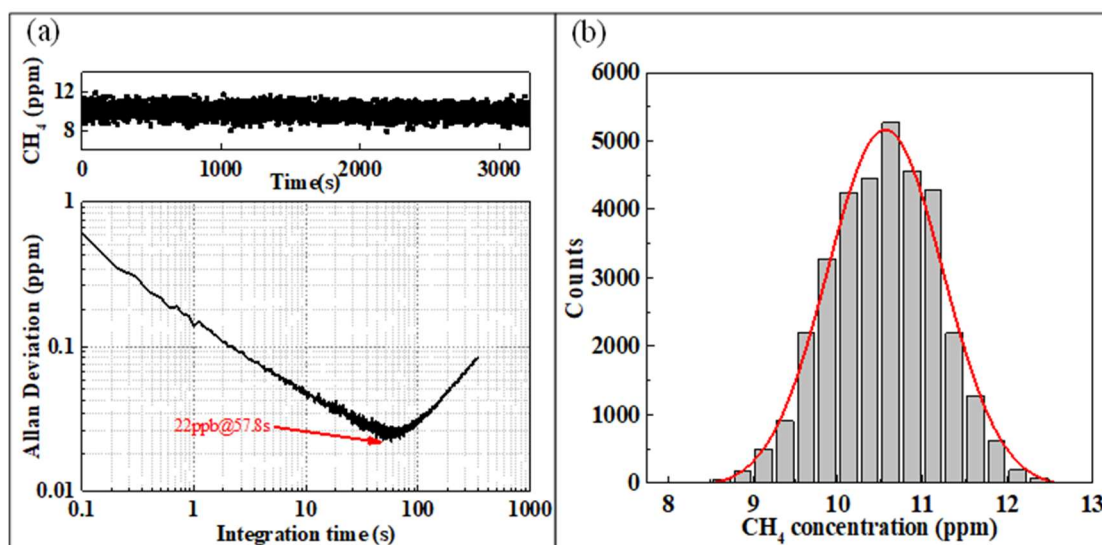 (a)
CH₄ (ppm)
12
8
0 1000 2000 3000
Time(s)
Allan Deviation (ppm)
1
0.1
0.01
22ppb@57.8s
0.1 1 10 100 1000
Integration time (s)
(b)
Counts
6000
5000
4000
3000
2000
1000
0
8 9 10 11 12 13
CH₄ concentration (ppm)